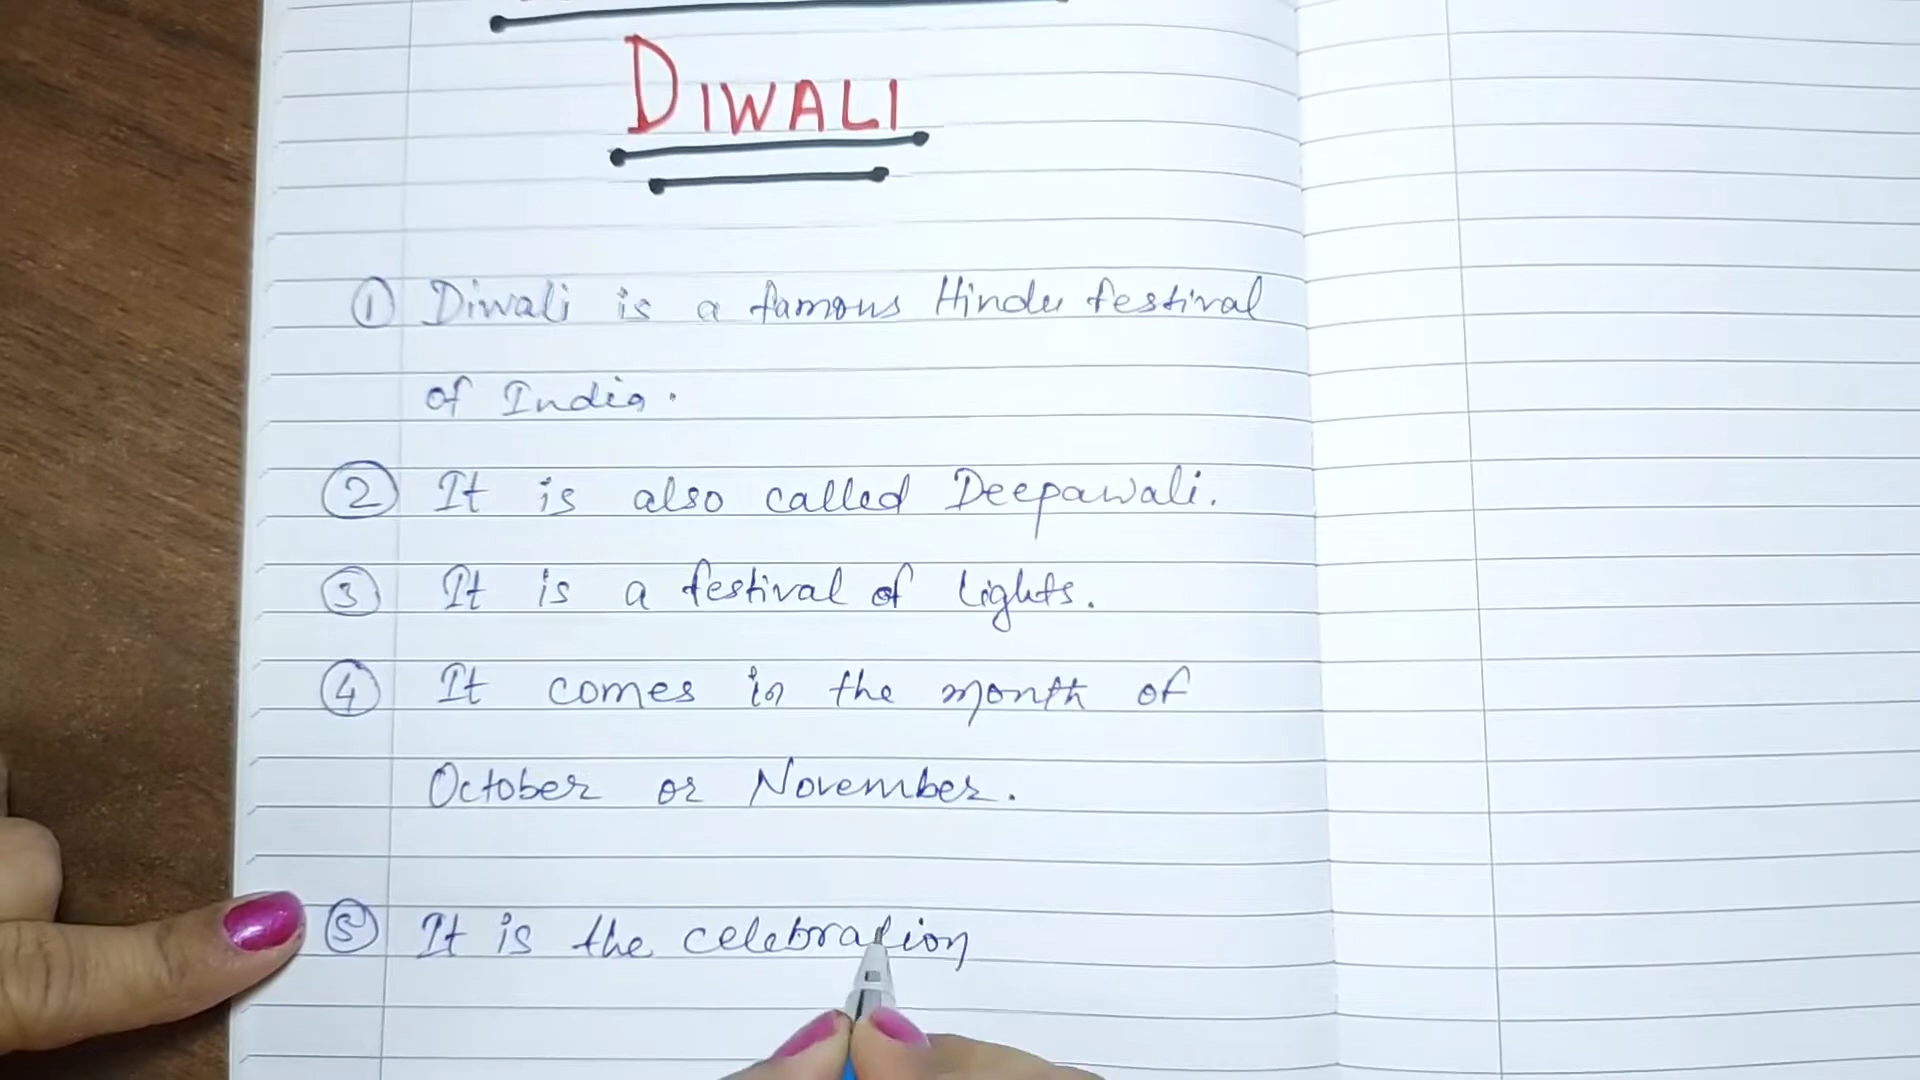 DIWALI
① Diwali is a famous Hindu festival
of India.
② It is also called Deepawali.
③ It is a festival of lights.
④ It comes in the month of
October or November.
⑤ It is the celebration